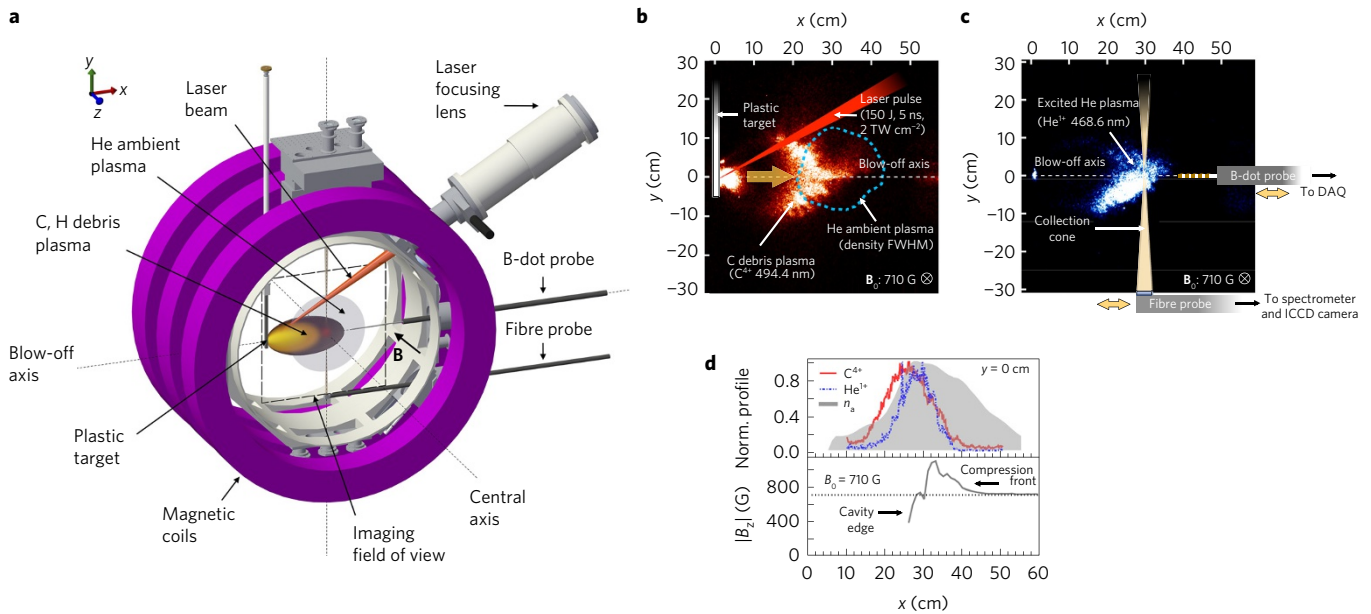 a
y
x
z
Laser
beam
He ambient
plasma
C, H debris
plasma
Blow-off
axis
Plastic
target
Magnetic
coils
Laser
focusing
lens
B-dot probe
Fibre probe
B
Central
axis
Imaging
field of view
b
x (cm)
0 10 20 30 40 50
y (cm)
30
20
10
0
−10
−20
−30
Plastic
target
Laser pulse
(150 J, 5 ns,
2 TW cm⁻²)
Blow-off axis
He ambient plasma
(density FWHM)
C debris plasma
(C⁴⁺ 494.4 nm)
B₀: 710 G ⊗
c
x (cm)
0 10 20 30 40 50
y (cm)
30
20
10
0
−10
−20
−30
Excited He plasma
(He¹⁺ 468.6 nm)
Blow-off axis
B-dot probe
To DAQ
Collection
cone
B₀: 710 G ⊗
Fibre probe
To spectrometer
and ICCD camera
d
Norm. profile
0.8
0.4
0.0
C⁴⁺
He¹⁺
nₐ
y = 0 cm
|B_z| (G)
800
400
0
B₀ = 710 G
Compression
front
Cavity
edge
0 10 20 30 40 50 60
x (cm)